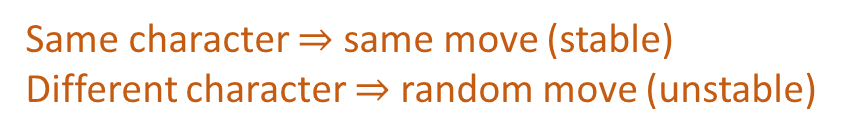 Same character ⇒ same move (stable)
Different character ⇒ random move (unstable)